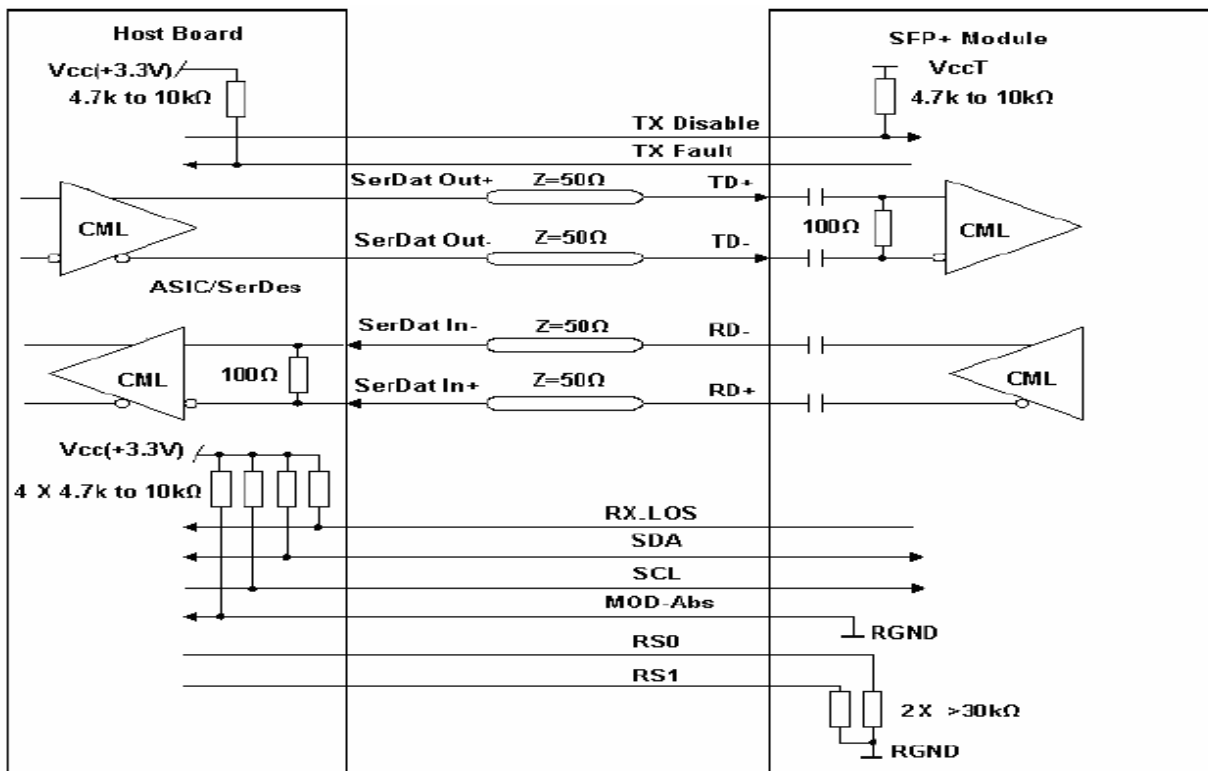 Host Board
SFP+ Module
Vcc(+3.3V)
4.7k to 10kΩ
VccT
4.7k to 10kΩ
TX Disable
TX Fault
SerDat Out+
Z=50Ω
TD+
CML
100Ω
CML
SerDat Out-
Z=50Ω
TD-
ASIC/SerDes
SerDat In-
Z=50Ω
RD-
CML
100Ω
CML
SerDat In+
Z=50Ω
RD+
Vcc(+3.3V)
4 X 4.7k to 10kΩ
RX_LOS
SDA
SCL
MOD-Abs
RGND
RS0
RS1
2X >30kΩ
RGND